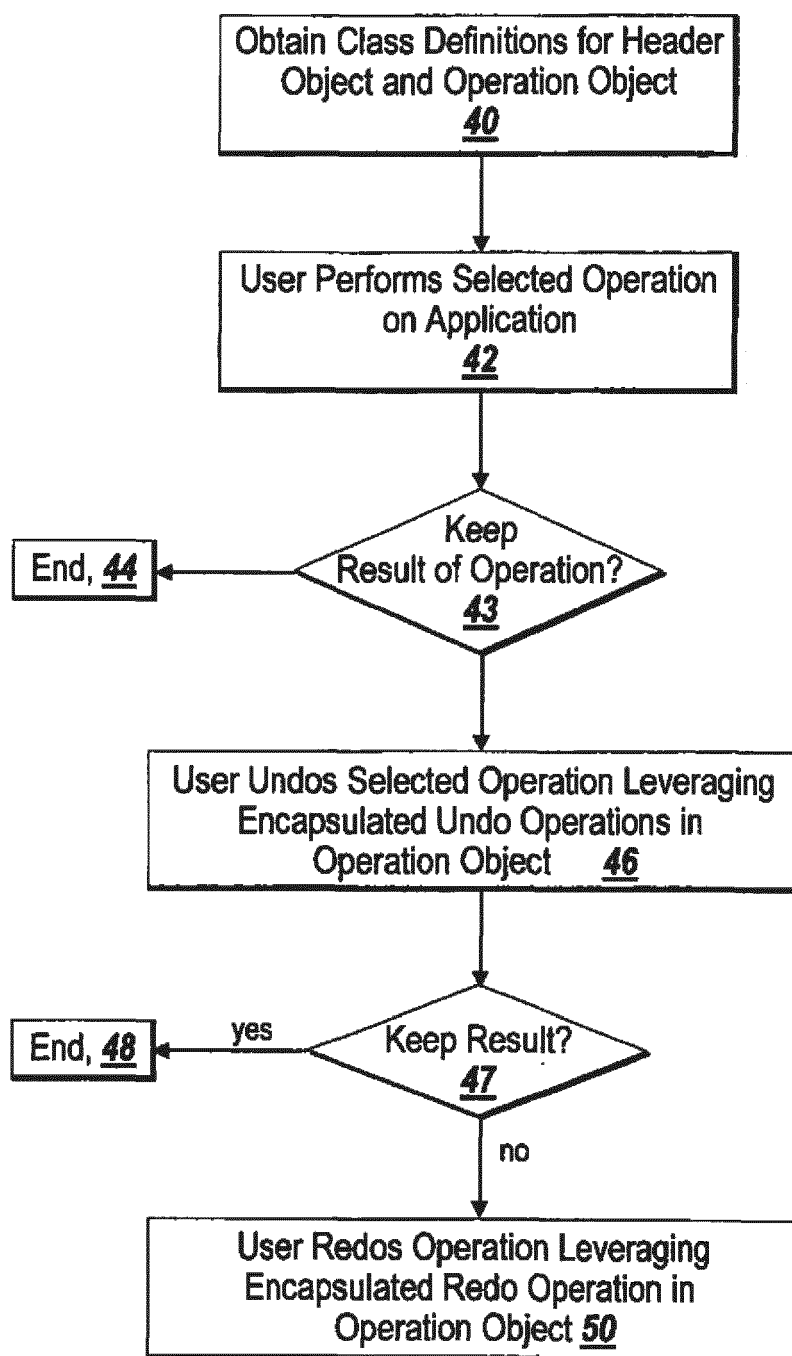 Obtain Class Definitions for Header
Object and Operation Object
40
User Performs Selected Operation
on Application
42
Keep
Result of Operation?
43
End, 44
User Undos Selected Operation Leveraging
Encapsulated Undo Operations in
Operation Object 46
Keep Result?
47
yes
End, 48
no
User Redos Operation Leveraging
Encapsulated Redo Operation in
Operation Object 50